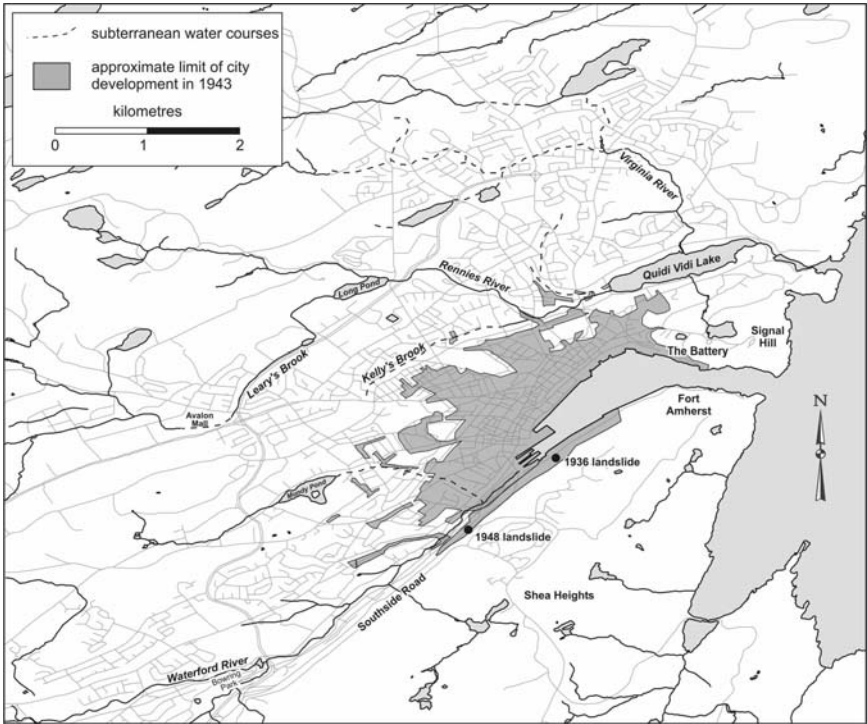 subterranean water courses
approximate limit of city
development in 1943
kilometres
0 1 2
Virginia River
Quidi Vidi Lake
Rennies River
Long Pond
Signal
Hill
The Battery
Kelly's Brook
Leary's Brook
Fort
Amherst
N
Avalon
Mall
1936 landslide
Mundy Pond
1948 landslide
Shea Heights
Southside Road
Waterford River
Bowring
Park